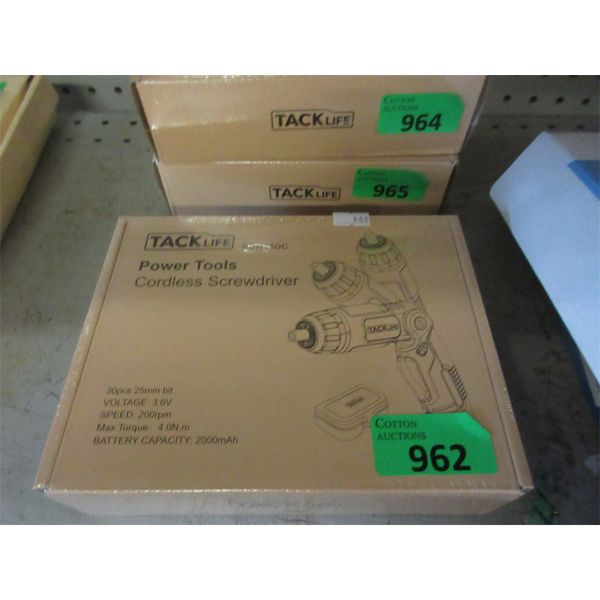 TACKLIFE
COTTON
AUCTIONS
964
TACKLIFE
COTTON
AUCTIONS
965
TACKLIFE
Power Tools
Cordless Screwdriver
TACKLIFE
30pcs 25mm bit
VOLTAGE: 3.6V
SPEED: 200rpm
Max Torque: 4.0N.m
BATTERY CAPACITY: 2000mAh
COTTON
AUCTIONS
962